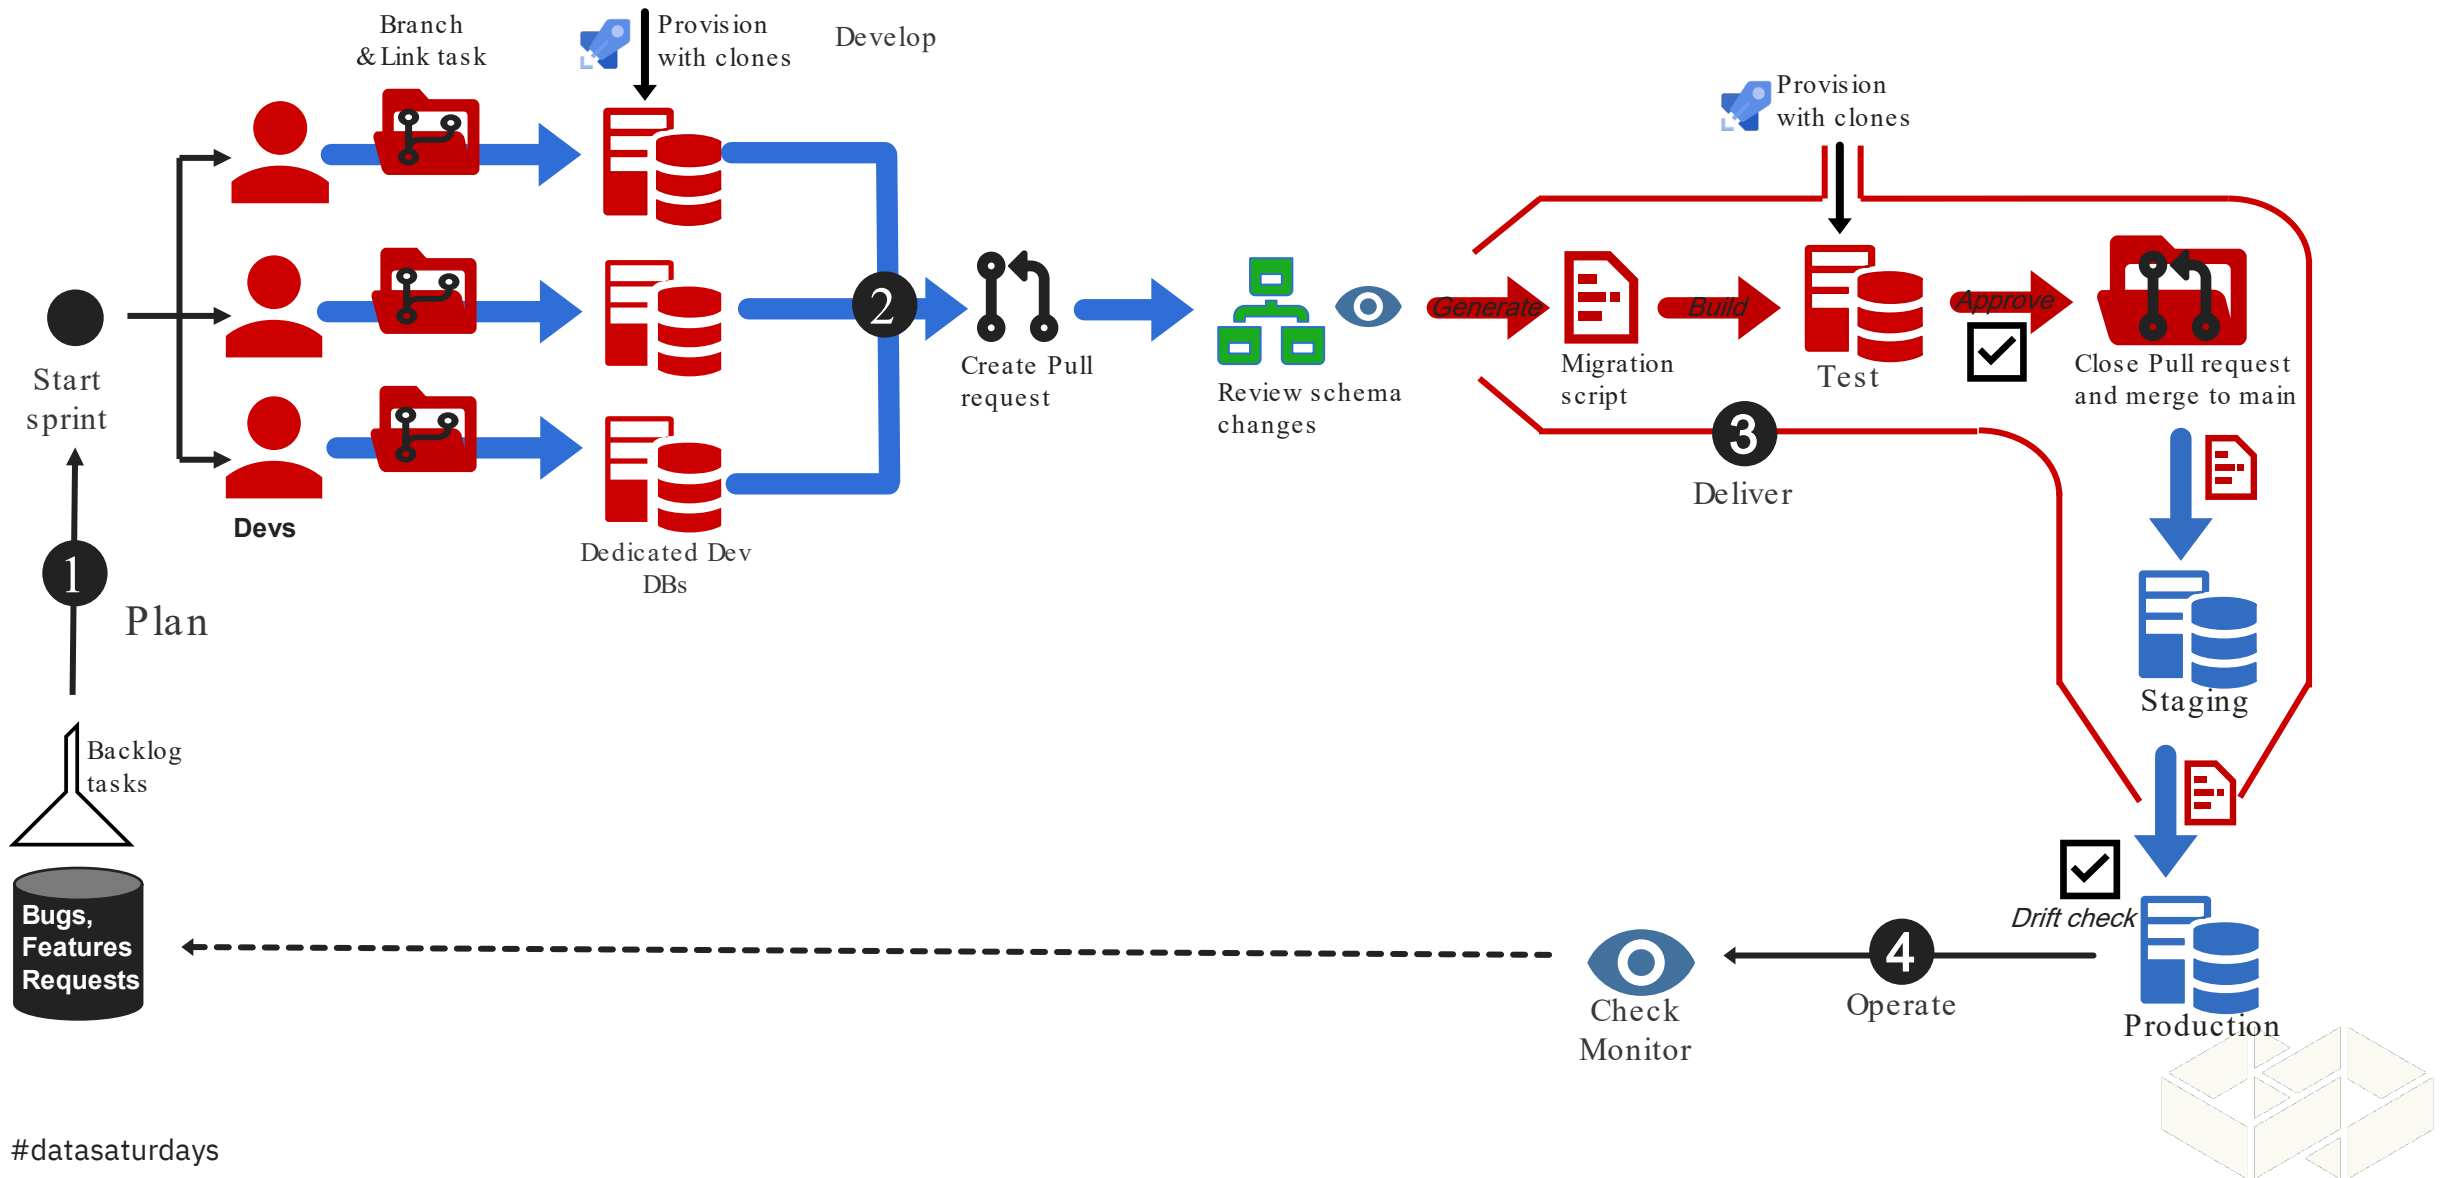 Branch
& Link task
Provision
with clones
Develop
Provision
with clones
Start
sprint
Devs
Dedicated Dev
DBs
2
Create Pull
request
Review schema
changes
Generate
Migration
script
Build
Test
Approve
Close Pull request
and merge to main
3
Deliver
1
Plan
Staging
Backlog
tasks
Bugs,
Features
Requests
Check
Monitor
4
Operate
Drift check
Production
#datasaturdays